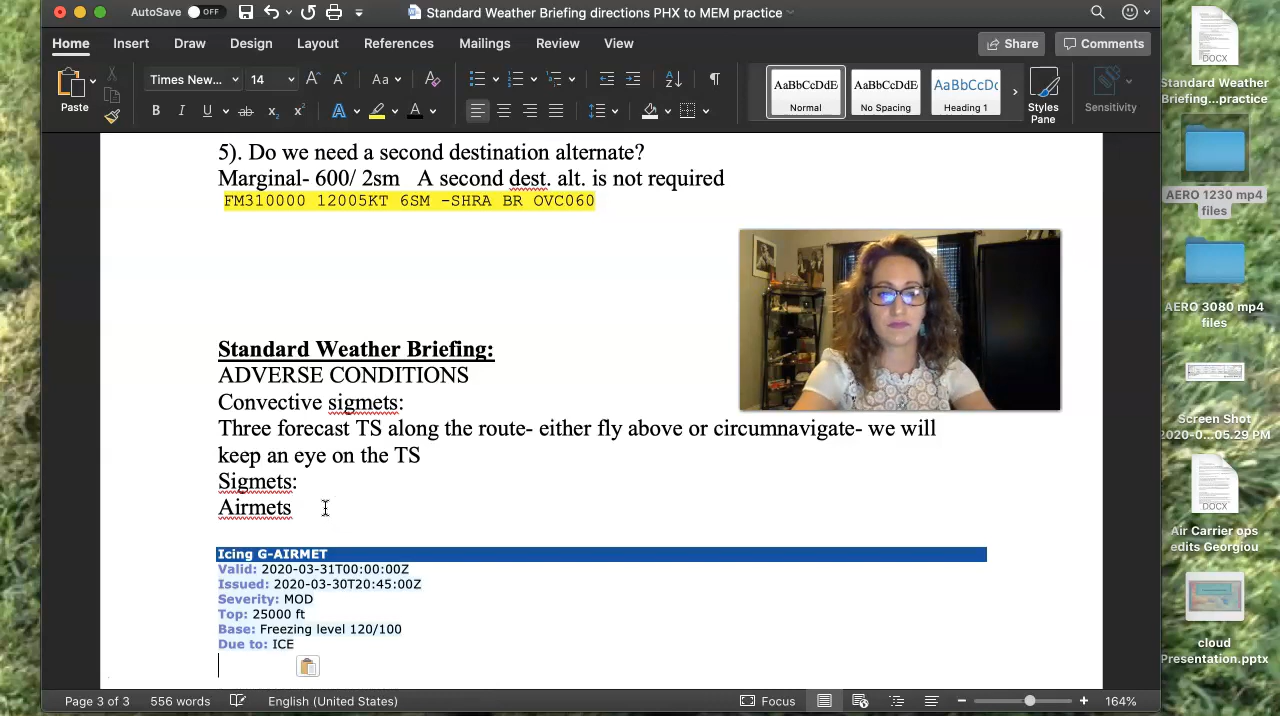 AutoSave OFF
Standard Weather Briefing directions PHX to MEM practice
Home Insert Draw Design Layout References Mailings Review View
Share Comments
Paste
Times New... 14
AaBbCcDdE AaBbCcDdE AaBbCcDc
Normal No Spacing Heading 1
Styles Pane
Sensitivity
5). Do we need a second destination alternate?
Marginal- 600/ 2sm A second dest. alt. is not required
FM310000 12005KT 6SM -SHRA BR OVC060
Standard Weather Briefing:
ADVERSE CONDITIONS
Convective sigmets:
Three forecast TS along the route- either fly above or circumnavigate- we will
keep an eye on the TS
Sigmets:
Airmets
Icing G-AIRMET
Valid: 2020-03-31T00:00:00Z
Issued: 2020-03-30T20:45:00Z
Severity: MOD
Top: 25000 ft
Base: Freezing level 120/100
Due to: ICE
Page 3 of 3 556 words English (United States) Focus 164%
DOCX
Standard Weather
Briefing...practice
AERO 1230 mp4
files
AERO 3080 mp4
files
Screen Shot
2020-0...05.29 PM
DOCX
Air Carrier ops
edits Georgiou
cloud
Presentation.pptx